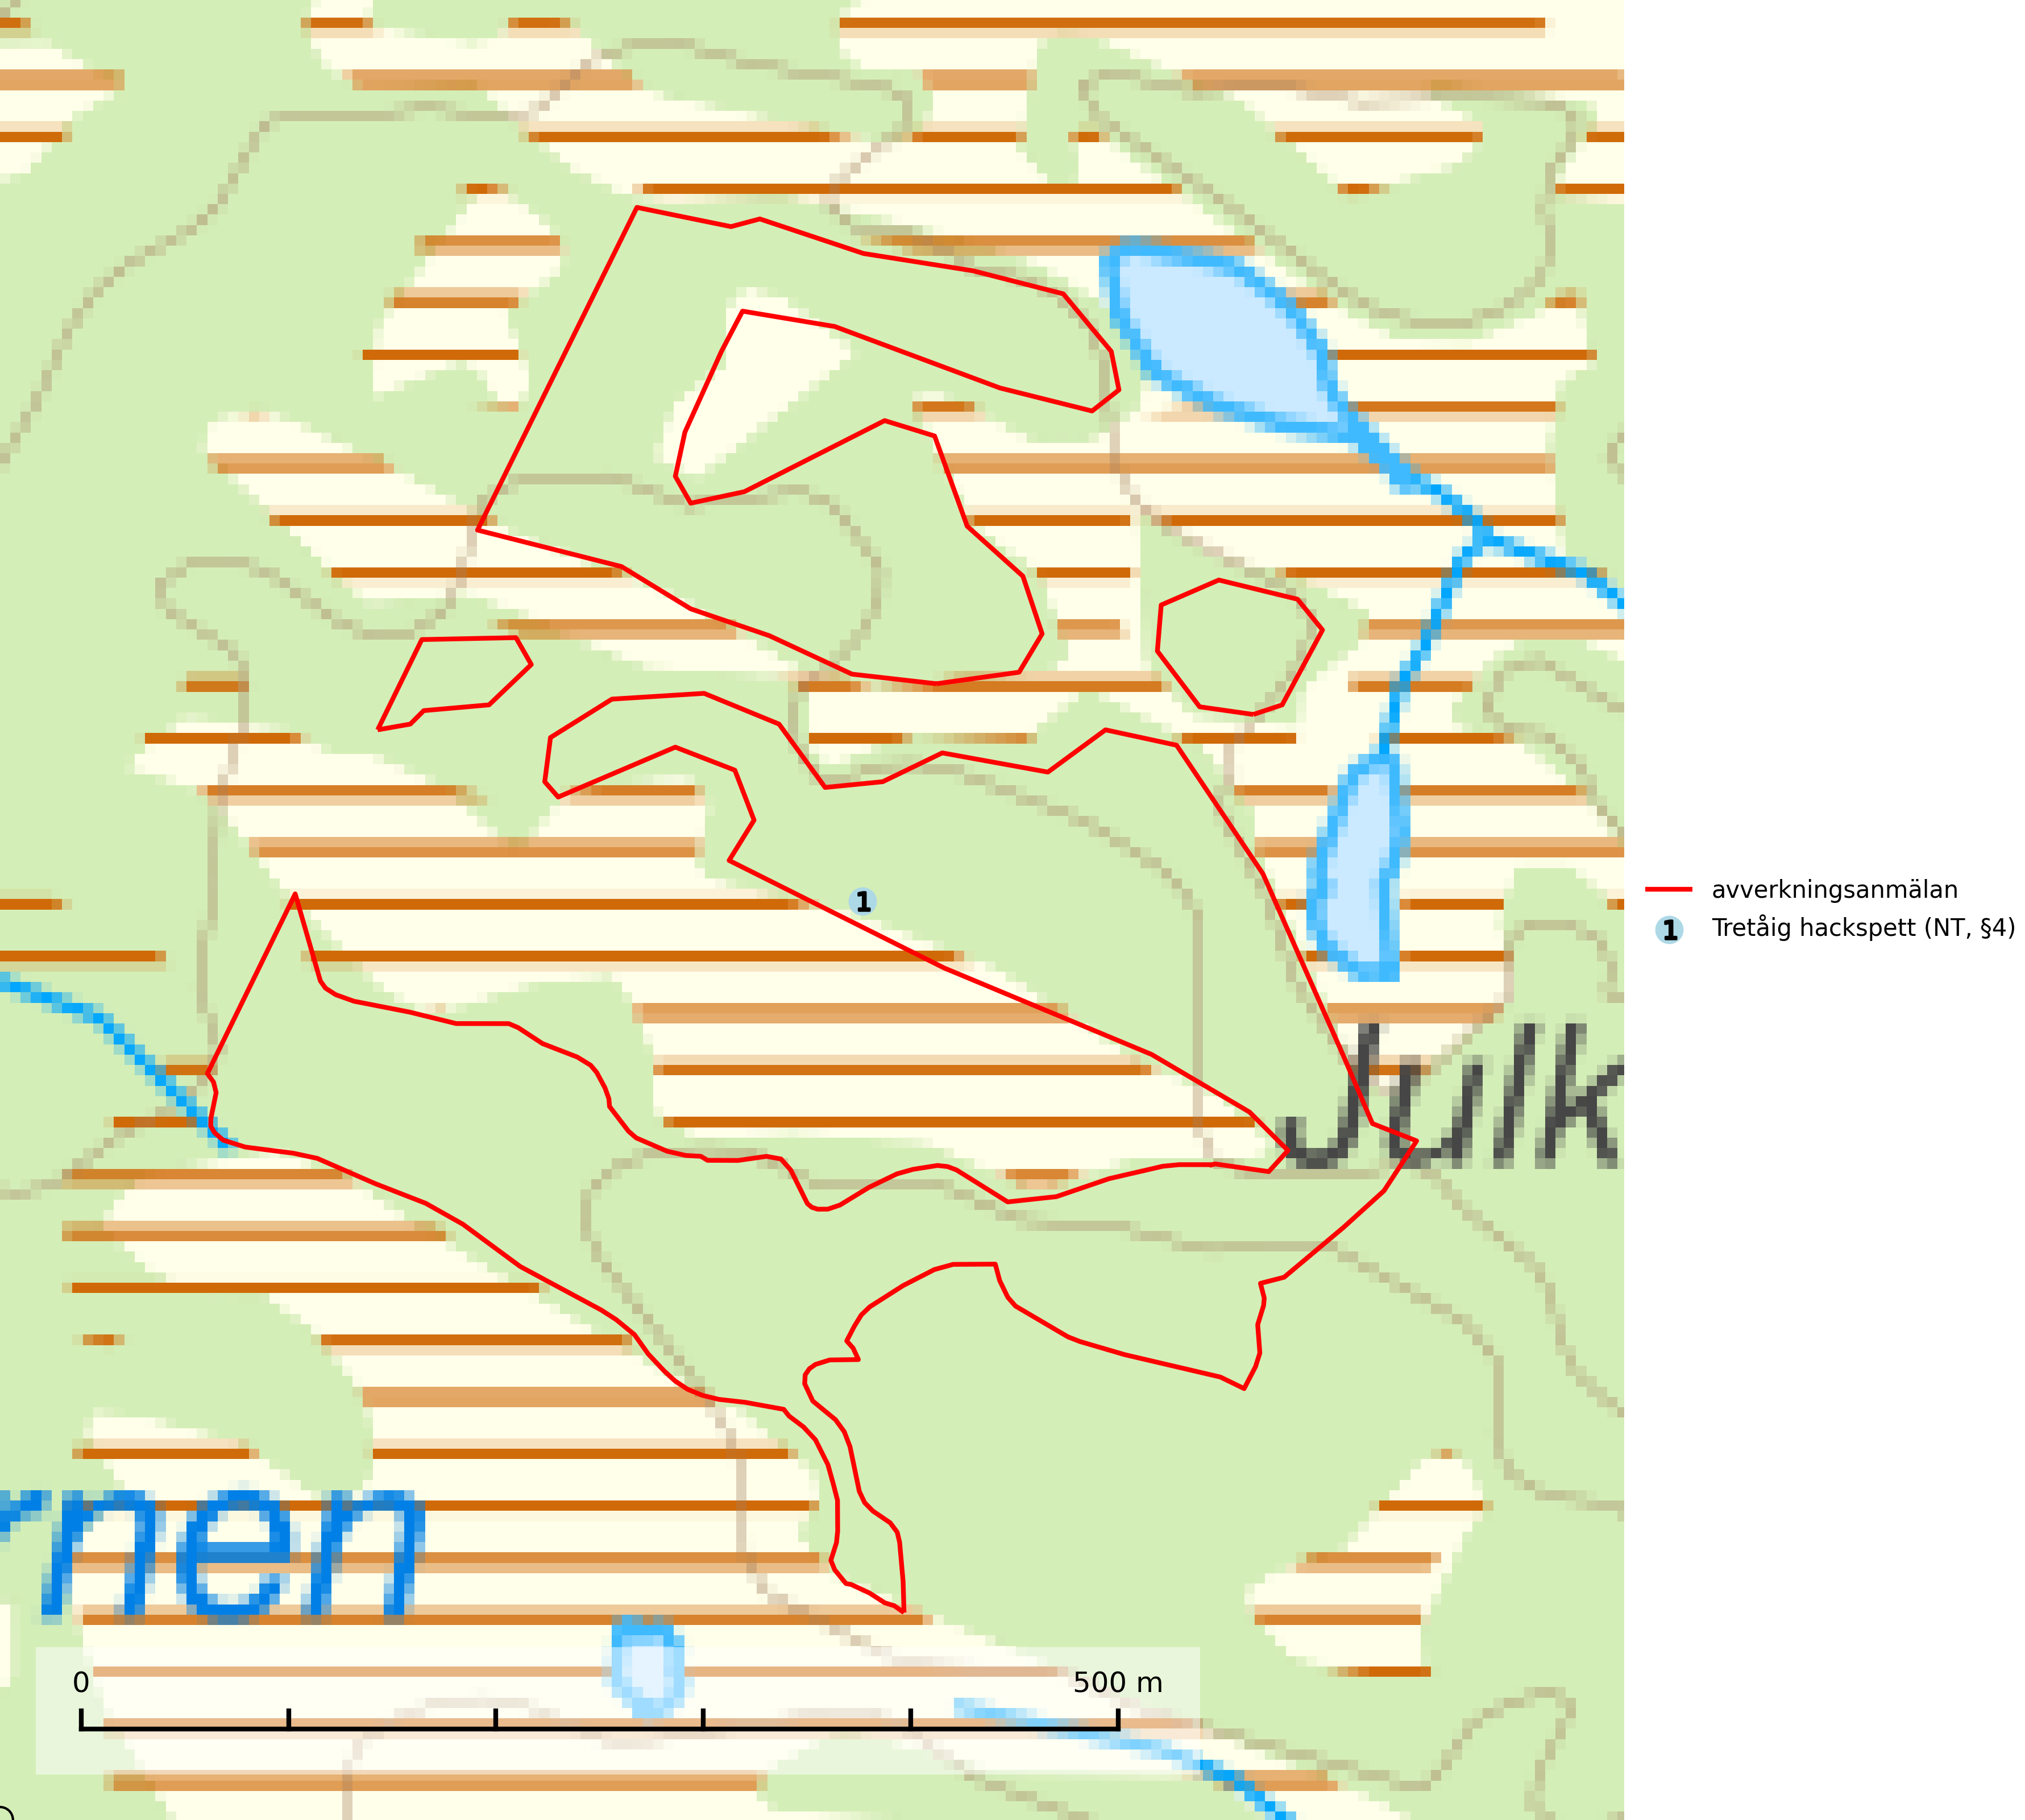 avverkningsanmälan
1
1 Tretåig hackspett (NT, §4)
Julk
rnen
0 500 m